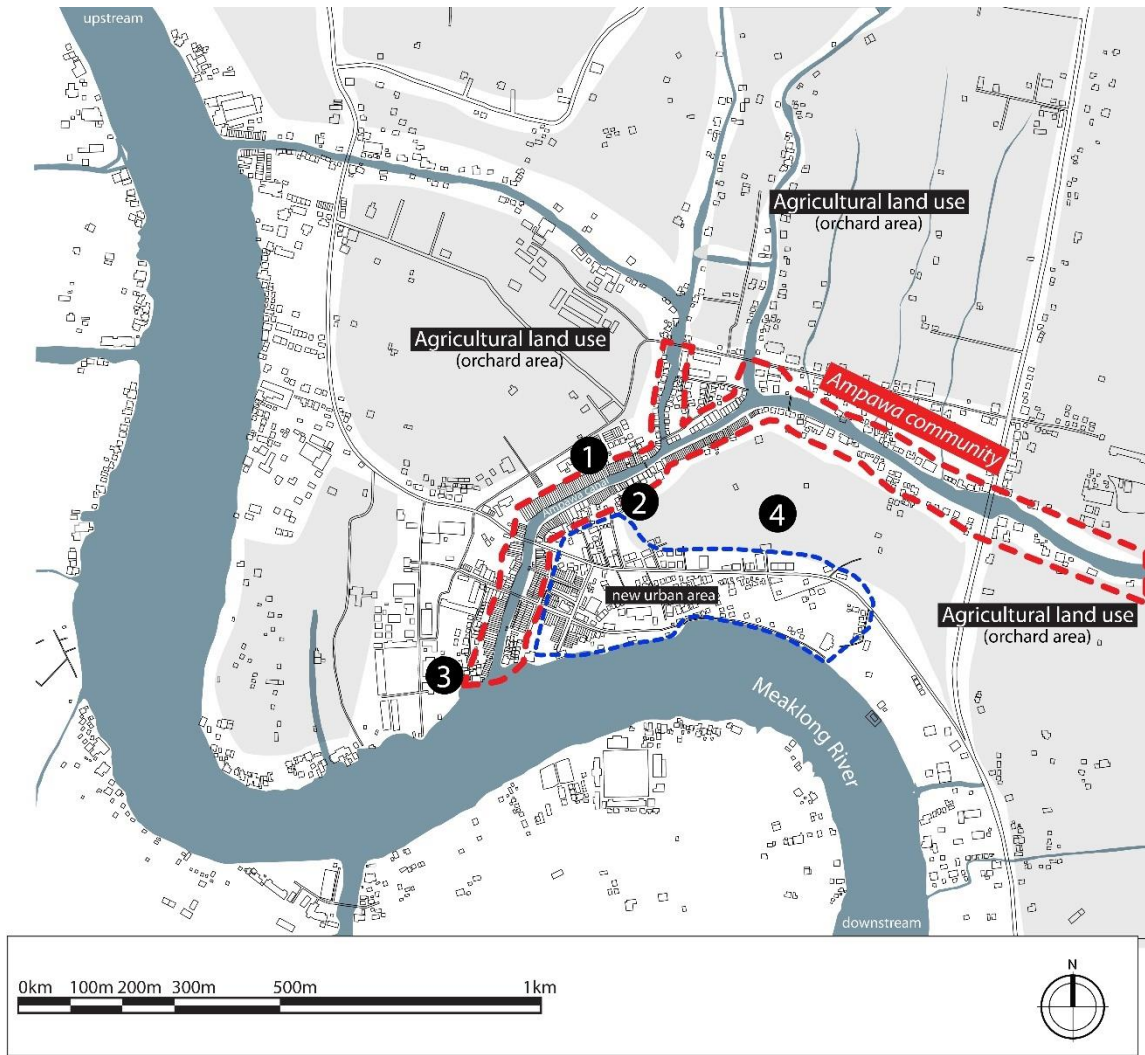 upstream
Agricultural land use
(orchard area)
Agricultural land use
(orchard area)
Ampawa community
1
Ampawa
2
4
new urban area
Agricultural land use
(orchard area)
3
Meaklong River
downstream
0km 100m 200m 300m 500m 1km
N